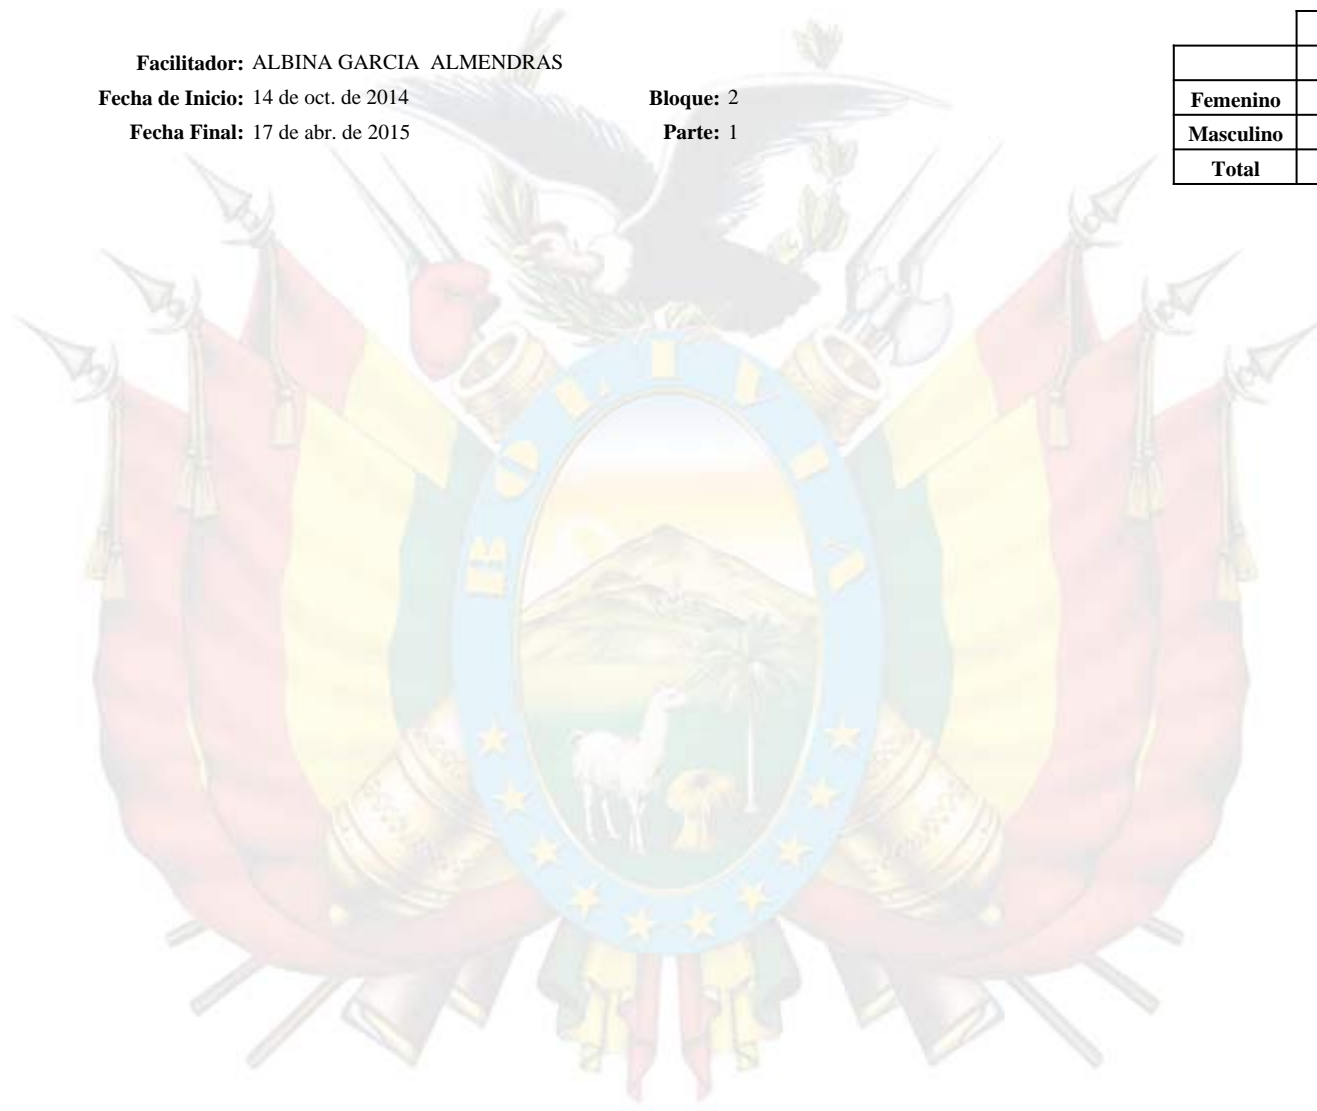 Facilitador: ALBINA GARCIA ALMENDRAS
Fecha de Inicio: 14 de oct. de 2014 Bloque: 2
Fecha Final: 17 de abr. de 2015 Parte: 1
Femenino
Masculino
Total
BOLIVIA